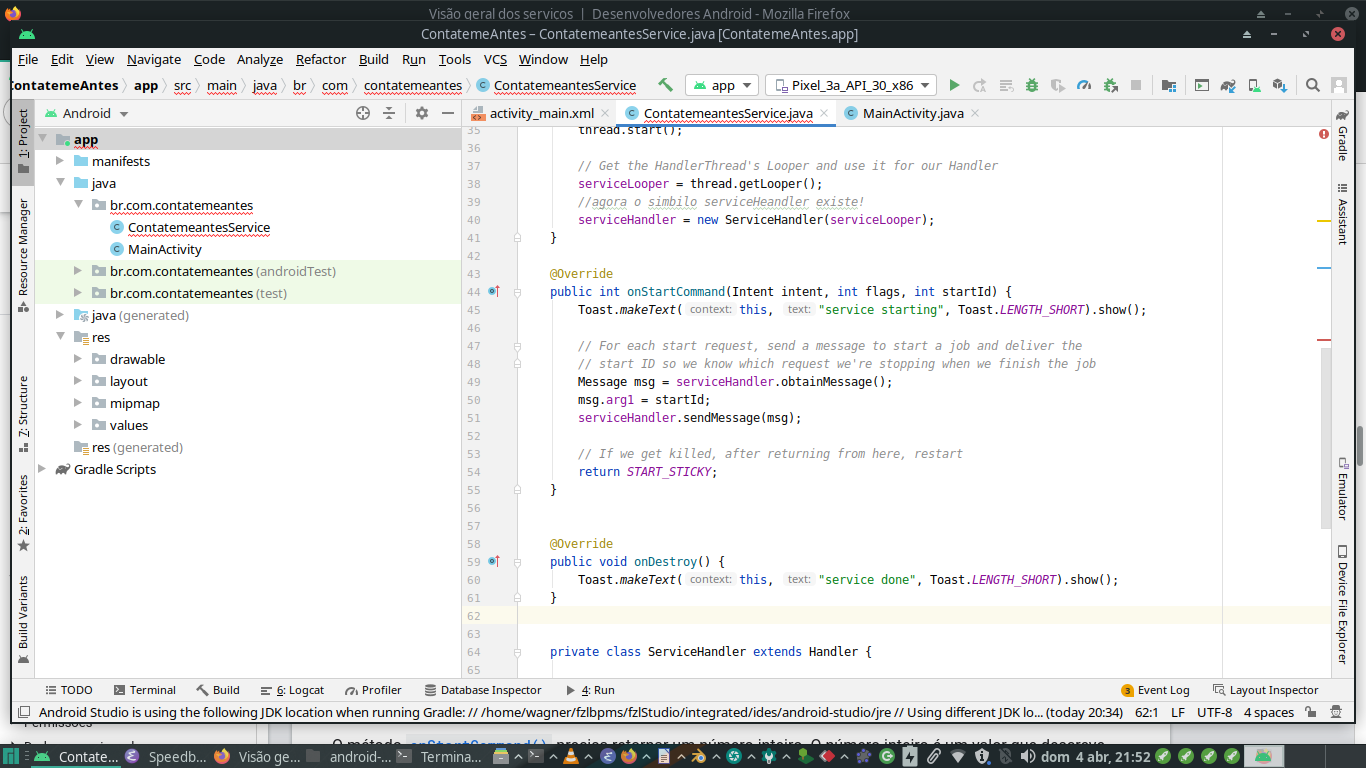 Visão geral dos servicos | Desenvolvedores Android - Mozilla Firefox
ContatemeAntes – ContatemeantesService.java [ContatemeAntes.app]
File Edit View Navigate Code Analyze Refactor Build Run Tools VCS Window Help
ContatemeAntes app src main java br com contatemeantes ContatemeantesService app Pixel_3a_API_30_x86
Android
activity_main.xml ContatemeantesService.java MainActivity.java
1: Project
Resource Manager
7: Structure
2: Favorites
Build Variants
app
manifests
java
br.com.contatemeantes
ContatemeantesService
MainActivity
br.com.contatemeantes (androidTest)
br.com.contatemeantes (test)
java (generated)
res
drawable
layout
mipmap
values
res (generated)
Gradle Scripts
35 thread.start();
36
37 // Get the HandlerThread's Looper and use it for our Handler
38 serviceLooper = thread.getLooper();
39 //agora o simbilo serviceHeandler existe!
40 serviceHandler = new ServiceHandler(serviceLooper);
41 }
42
43 @Override
44 public int onStartCommand(Intent intent, int flags, int startId) {
45 Toast.makeText( context: this, text: "service starting", Toast.LENGTH_SHORT).show();
46
47 // For each start request, send a message to start a job and deliver the
48 // start ID so we know which request we're stopping when we finish the job
49 Message msg = serviceHandler.obtainMessage();
50 msg.arg1 = startId;
51 serviceHandler.sendMessage(msg);
52
53 // If we get killed, after returning from here, restart
54 return START_STICKY;
55 }
56
57
58 @Override
59 public void onDestroy() {
60 Toast.makeText( context: this, text: "service done", Toast.LENGTH_SHORT).show();
61 }
62
63
64 private class ServiceHandler extends Handler {
65
Gradle
Assistant
Emulator
Device File Explorer
TODO Terminal Build 6: Logcat Profiler Database Inspector 4: Run 3 Event Log Layout Inspector
Android Studio is using the following JDK location when running Gradle: // /home/wagner/fzlbpms/fzlStudio/integrated/ides/android-studio/jre // Using different JDK lo... (today 20:34) 62:1 LF UTF-8 4 spaces
Permissões
O método onStartCommand() precisa retornar um número inteiro. O número inteiro é um valor que descreve
Contate... Speedb... Visão ge... android-... Termina... dom 4 abr, 21:52